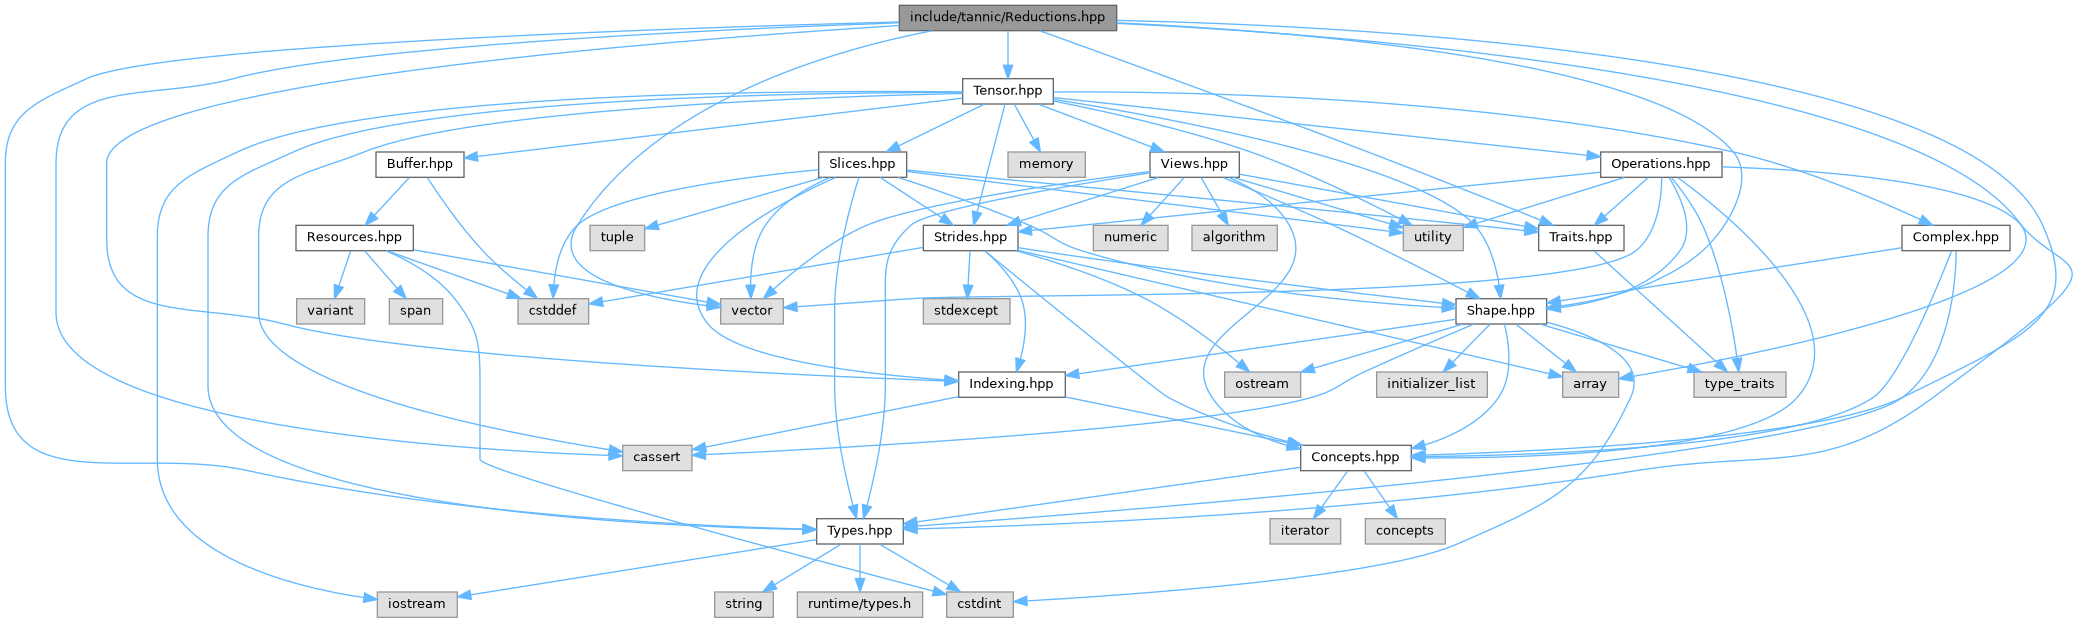 include/tannic/Reductions.hpp
Tensor.hpp
Buffer.hpp
Slices.hpp
memory
Views.hpp
Operations.hpp
Resources.hpp
tuple
Strides.hpp
numeric
algorithm
utility
Traits.hpp
Complex.hpp
variant
span
cstddef
vector
stdexcept
Shape.hpp
Indexing.hpp
ostream
initializer_list
array
type_traits
cassert
Concepts.hpp
Types.hpp
iterator
concepts
iostream
string
runtime/types.h
cstdint